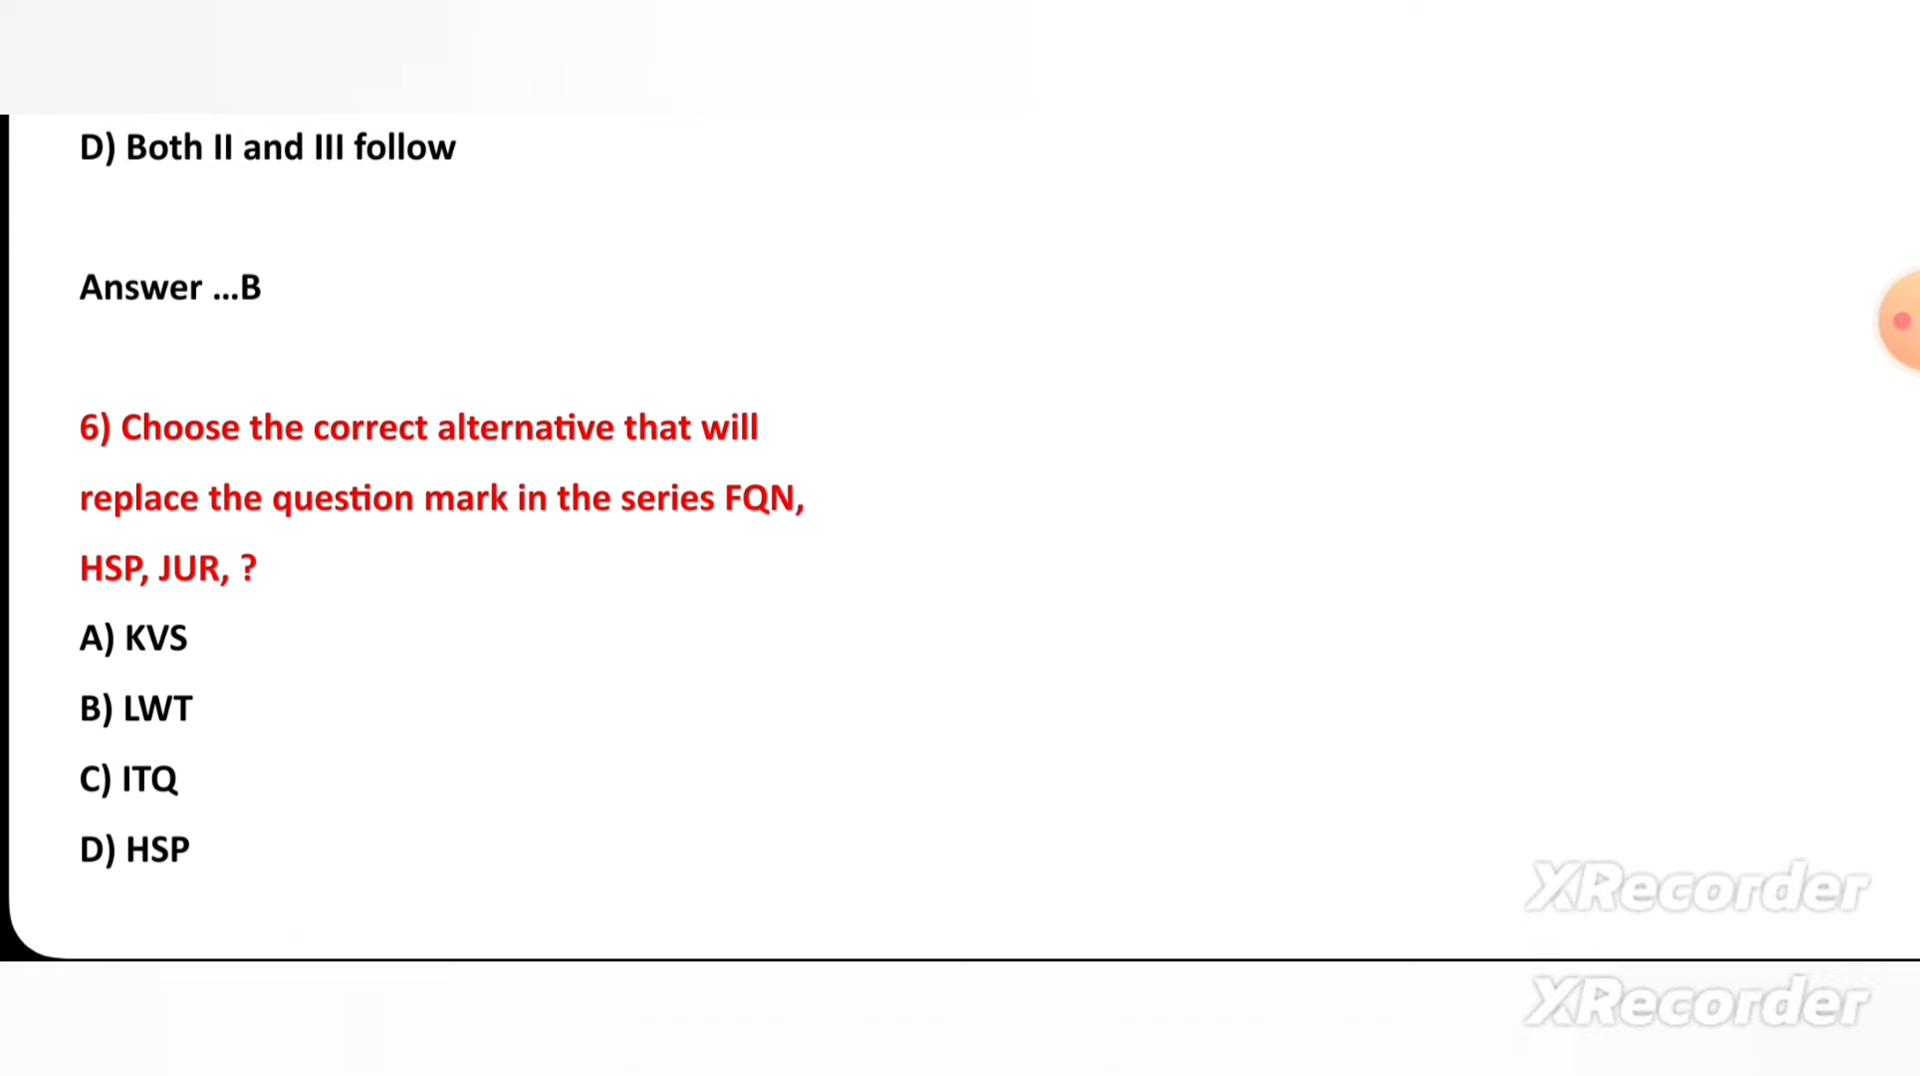 D) Both II and III follow
Answer ...B
6) Choose the correct alternative that will
replace the question mark in the series FQN,
HSP, JUR, ?
A) KVS
B) LWT
C) ITQ
D) HSP
XRecorder
XRecorder